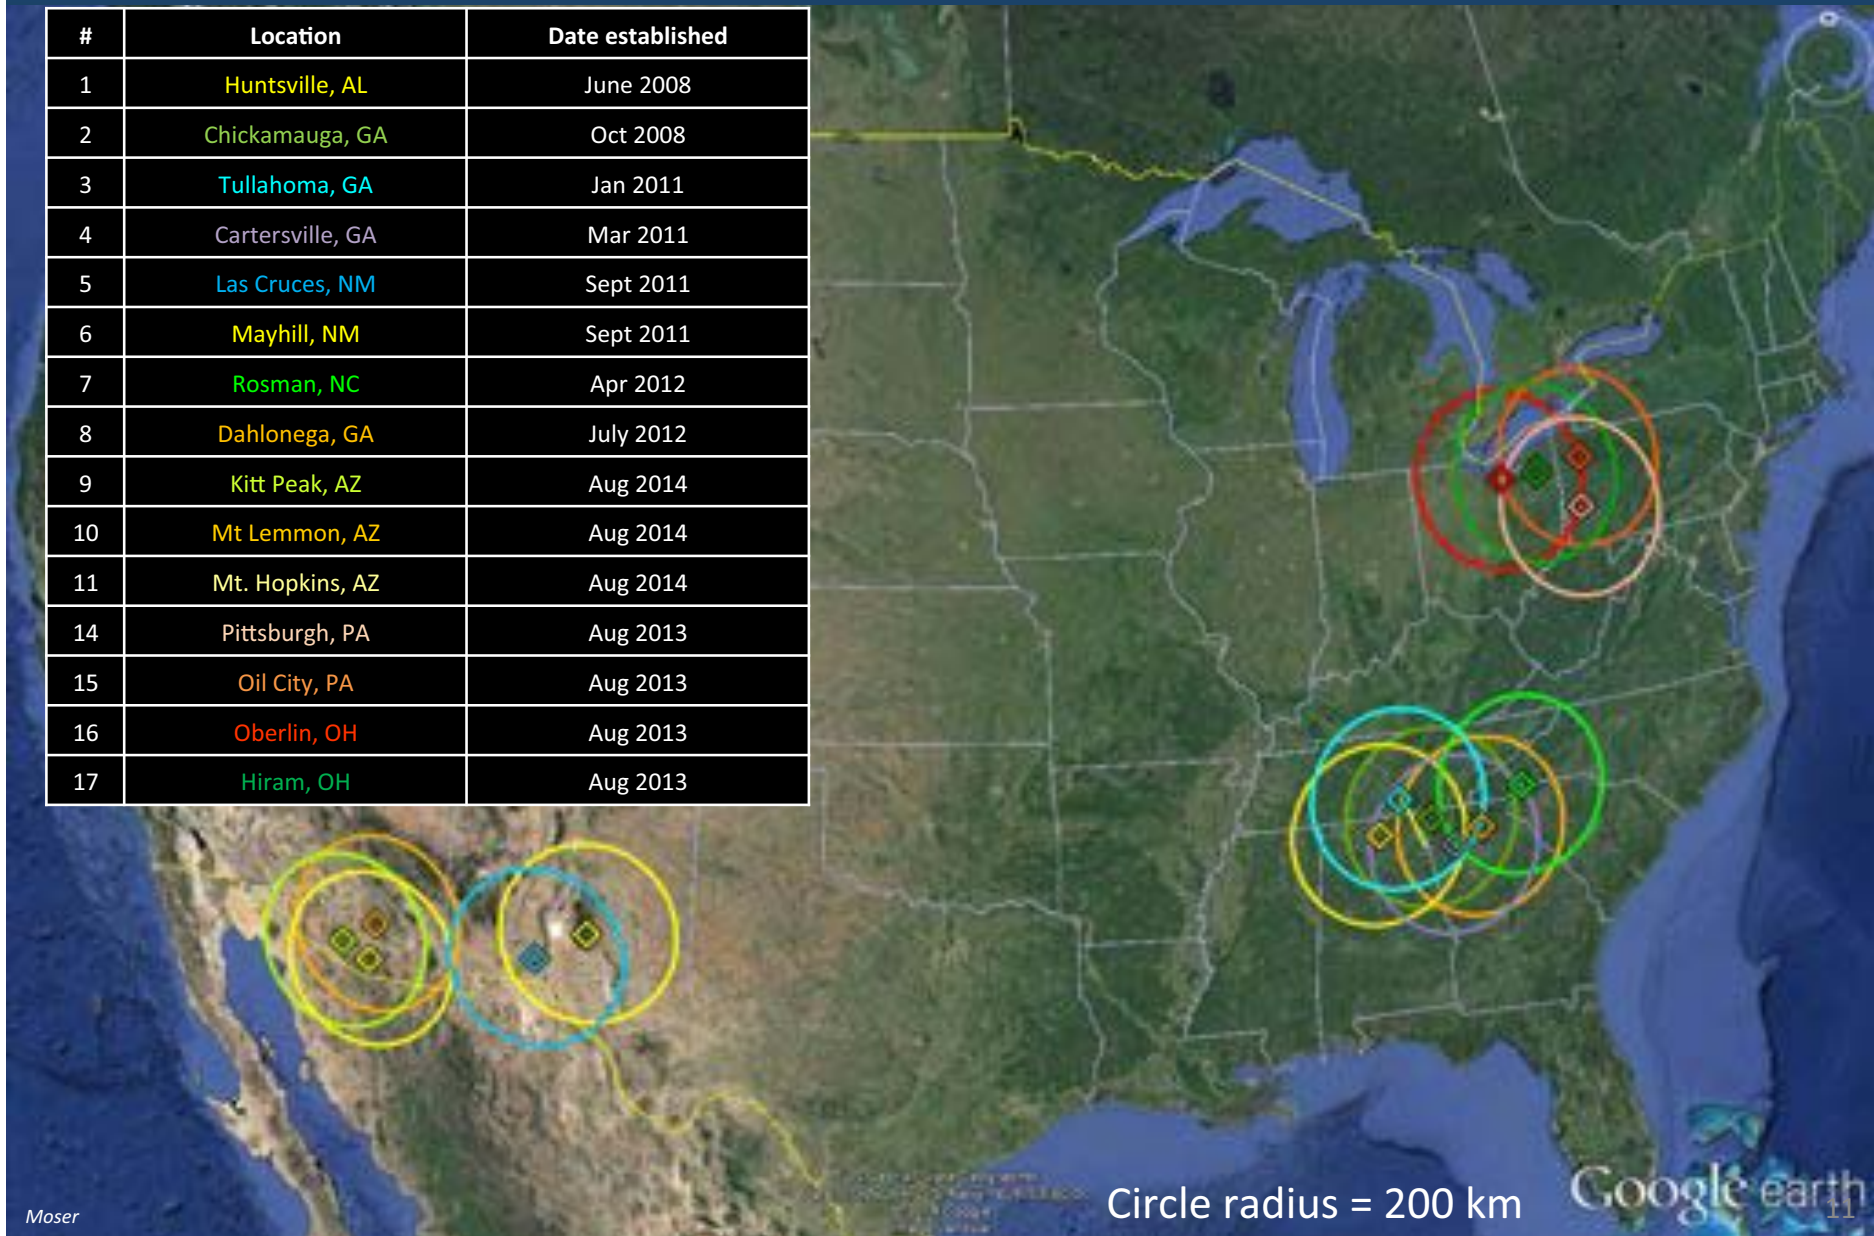 # Location Date established
1 Huntsville, AL June 2008
2 Chickamauga, GA Oct 2008
3 Tullahoma, GA Jan 2011
4 Cartersville, GA Mar 2011
5 Las Cruces, NM Sept 2011
6 Mayhill, NM Sept 2011
7 Rosman, NC Apr 2012
8 Dahlonega, GA July 2012
9 Kitt Peak, AZ Aug 2014
10 Mt Lemmon, AZ Aug 2014
11 Mt. Hopkins, AZ Aug 2014
14 Pittsburgh, PA Aug 2013
15 Oil City, PA Aug 2013
16 Oberlin, OH Aug 2013
17 Hiram, OH Aug 2013
Circle radius = 200 km
Google earth
Moser
11